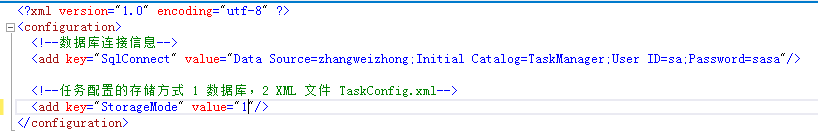 <?xml version="1.0" encoding="utf-8" ?>
<configuration>
<!--数据库连接信息-->
<add key="SqlConnect" value="Data Source=zhangweizhong;Initial Catalog=TaskManager;User ID=sa;Password=sasa"/>
<!--任务配置的存储方式 1 数据库，2 XML 文件 TaskConfig.xml-->
<add key="StorageMode" value="1"/>
</configuration>